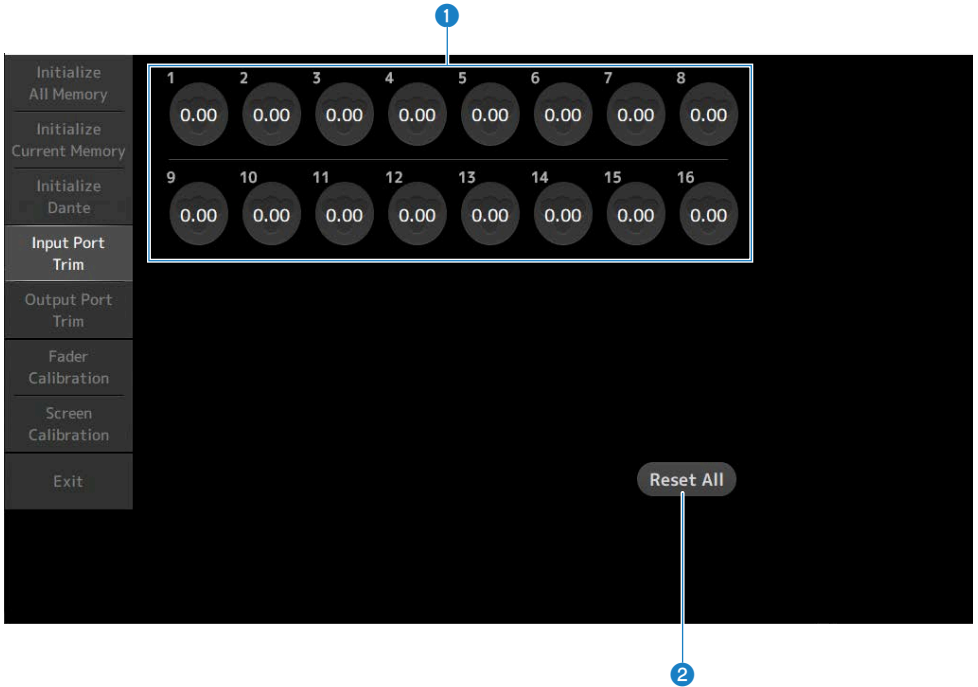 1
Initialize
All Memory
Initialize
Current Memory
Initialize
Dante
Input Port
Trim
Output Port
Trim
Fader
Calibration
Screen
Calibration
Exit
1 2 3 4 5 6 7 8
0.00 0.00 0.00 0.00 0.00 0.00 0.00 0.00
9 10 11 12 13 14 15 16
0.00 0.00 0.00 0.00 0.00 0.00 0.00 0.00
Reset All
2